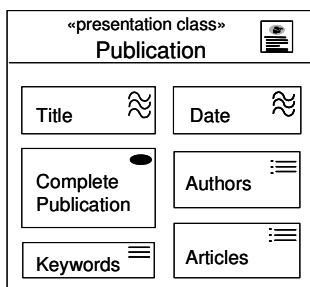 «presentation class»
Publication
Title
Date
Complete
Publication
Authors
Keywords
Articles